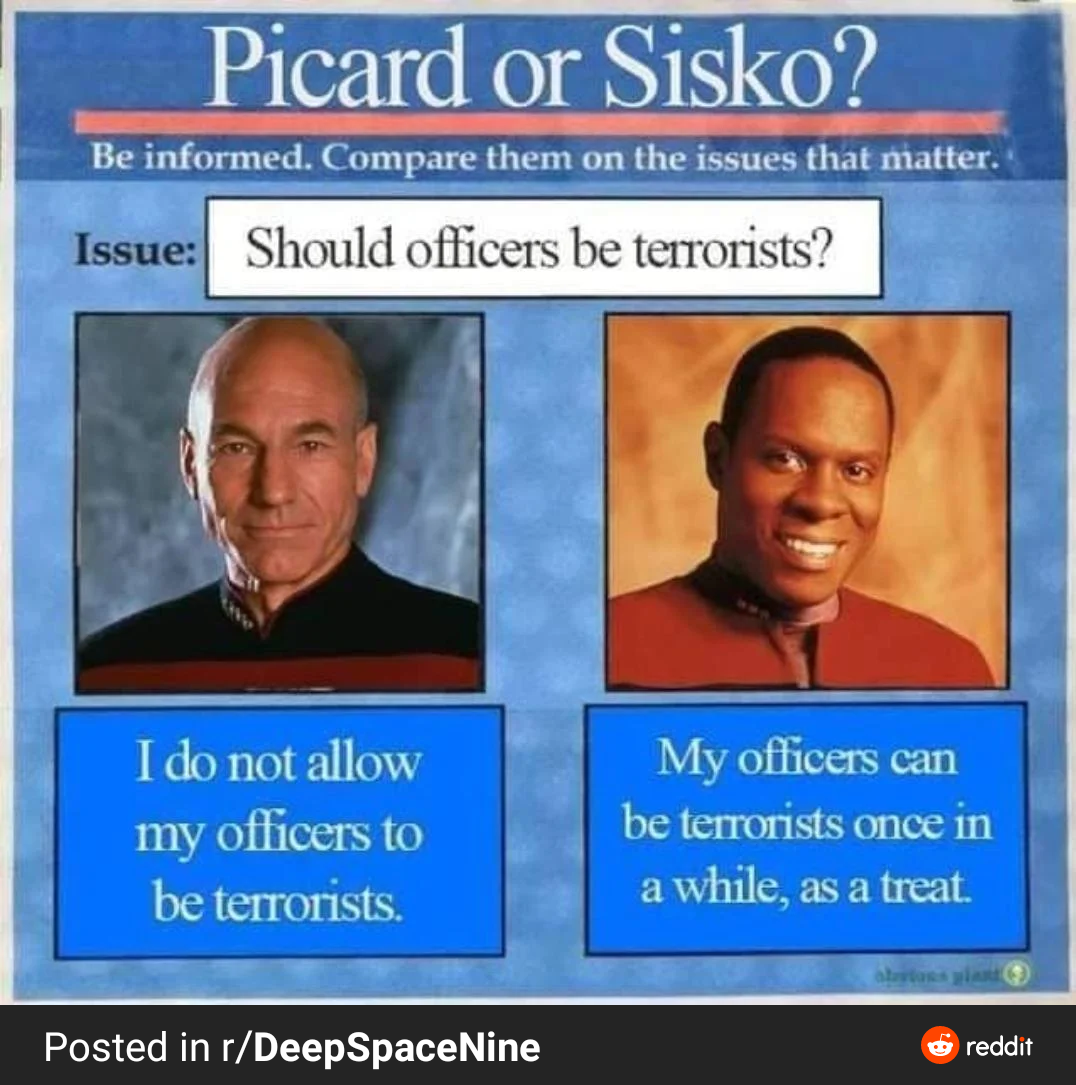 Picard or Sisko?
Be informed. Compare them on the issues that matter.
Issue: Should officers be terrorists?
I do not allow
my officers to
be terrorists.
My officers can
be terrorists once in
a while, as a treat.
obvious plant
Posted in r/DeepSpaceNine
reddit